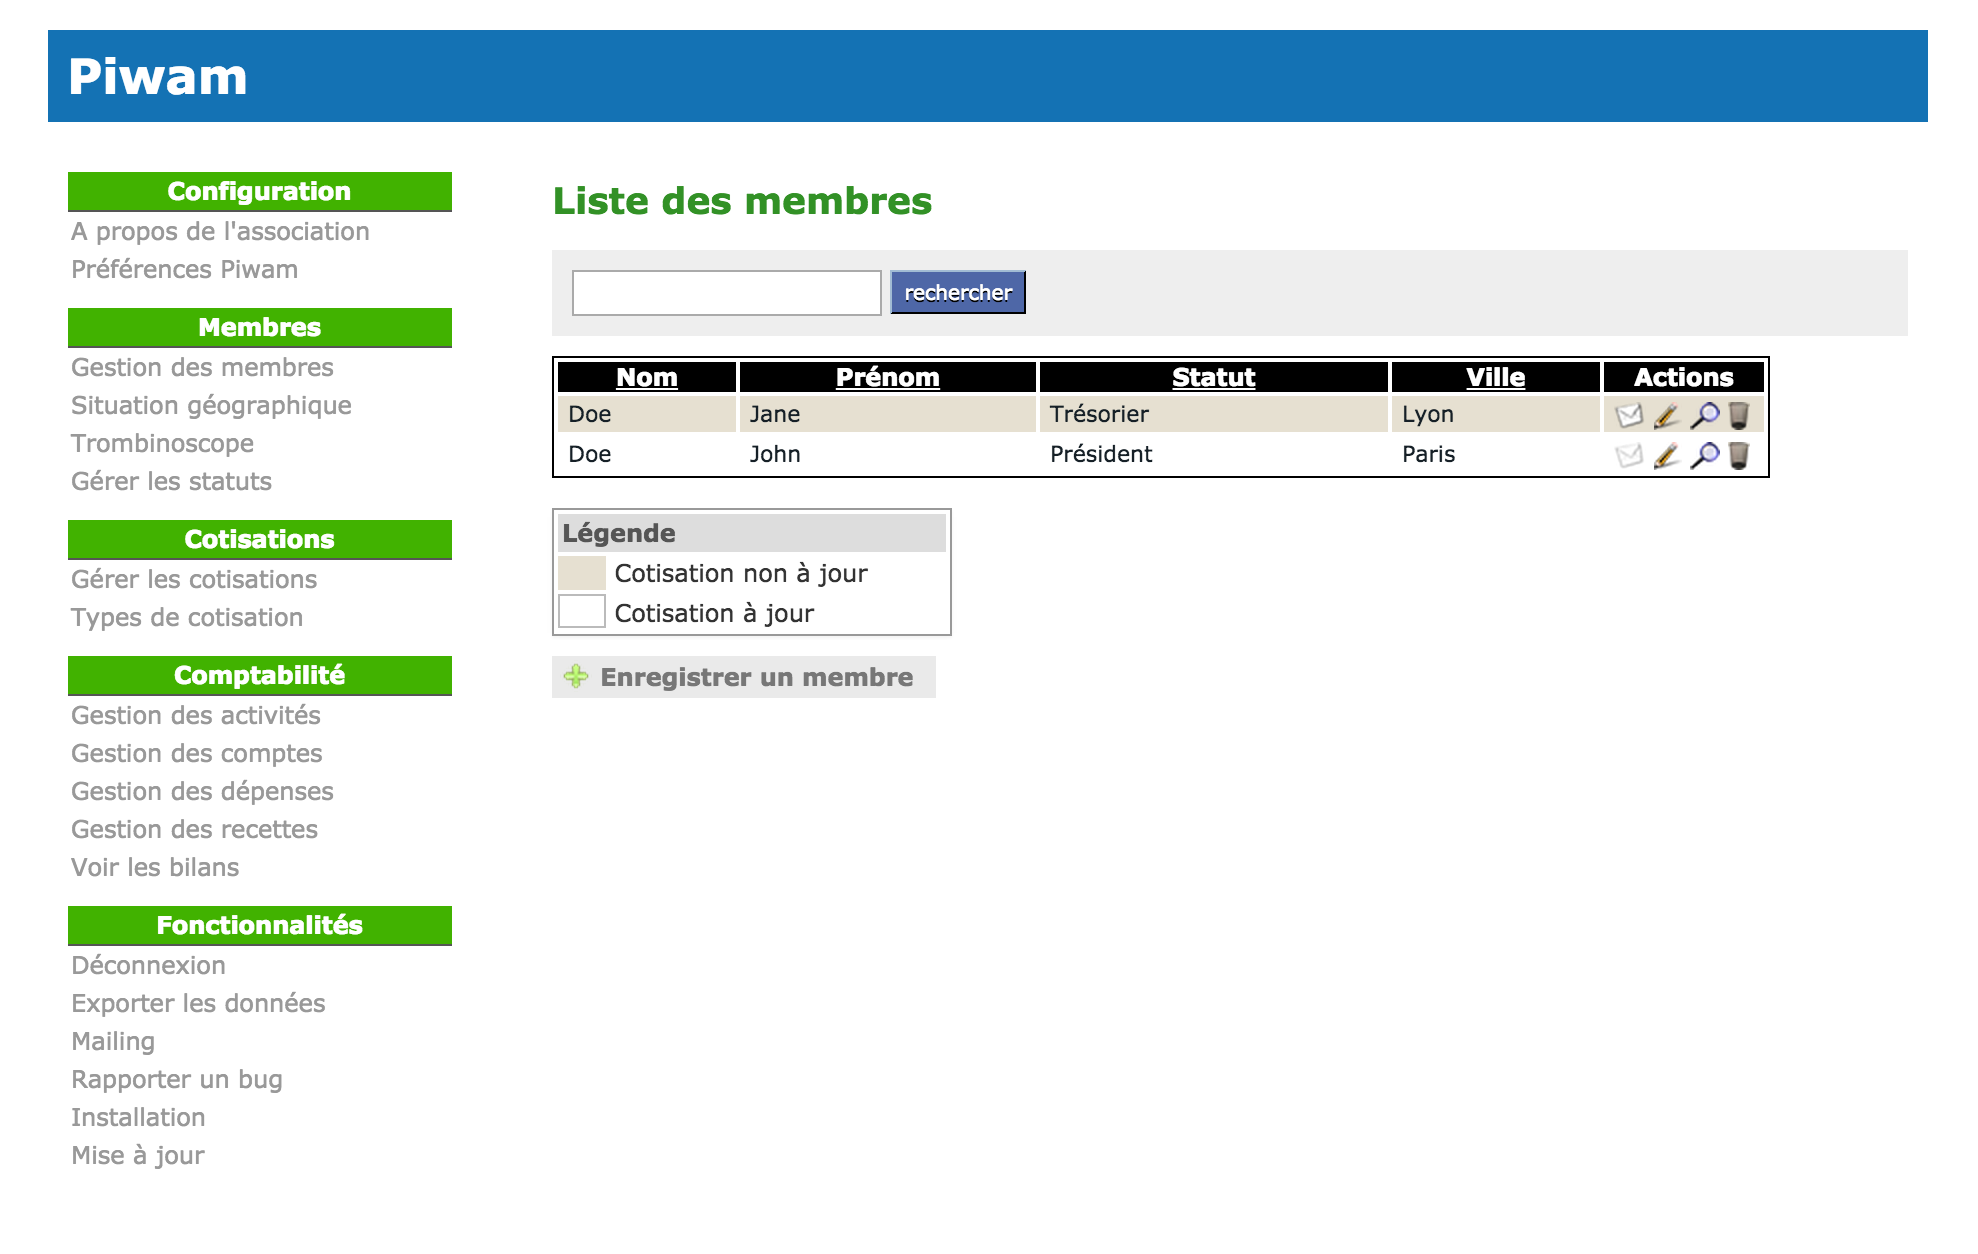 Piwam
Configuration
A propos de l'association
Préférences Piwam
Membres
Gestion des membres
Situation géographique
Trombinoscope
Gérer les statuts
Cotisations
Gérer les cotisations
Types de cotisation
Comptabilité
Gestion des activités
Gestion des comptes
Gestion des dépenses
Gestion des recettes
Voir les bilans
Fonctionnalités
Déconnexion
Exporter les données
Mailing
Rapporter un bug
Installation
Mise à jour
Liste des membres
rechercher
Nom Prénom Statut Ville Actions
Doe Jane Trésorier Lyon
Doe John Président Paris
Légende
Cotisation non à jour
Cotisation à jour
Enregistrer un membre